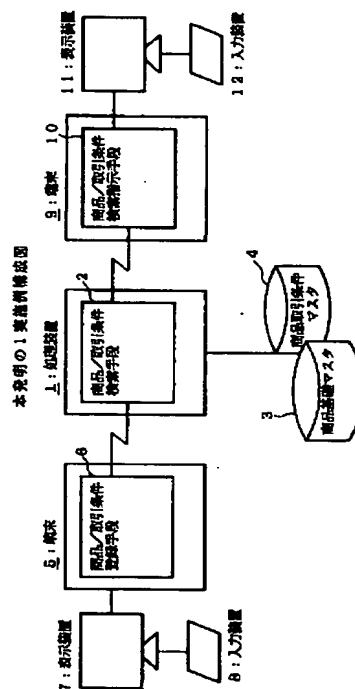 本発明の1実施例構成図
5：端末
6
商品／取引条件
登録手段
7：表示装置
8：入力装置
1：処理装置
2
商品／取引条件
検索手段
3
商品基礎マスタ
4
商品取引条件
マスタ
9：端末
10
商品／取引条件
検索指示手段
11：表示装置
12：入力装置